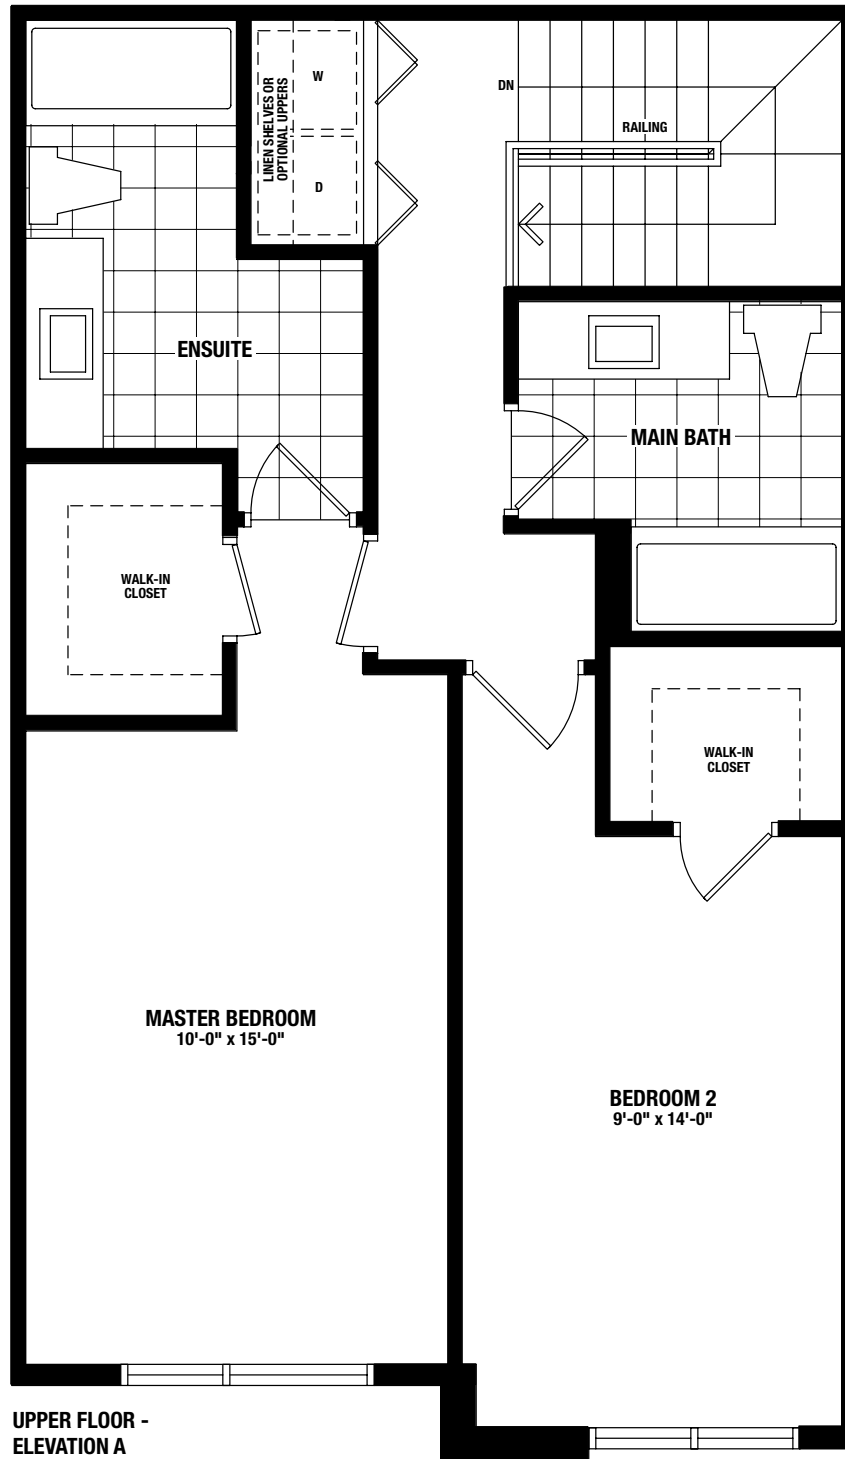 LINEN SHELVES OR
OPTIONAL UPPERS
W
D
DN
RAILING
ENSUITE
MAIN BATH
WALK-IN
CLOSET
WALK-IN
CLOSET
MASTER BEDROOM
10'-0" x 15'-0"
BEDROOM 2
9'-0" x 14'-0"
UPPER FLOOR -
ELEVATION A